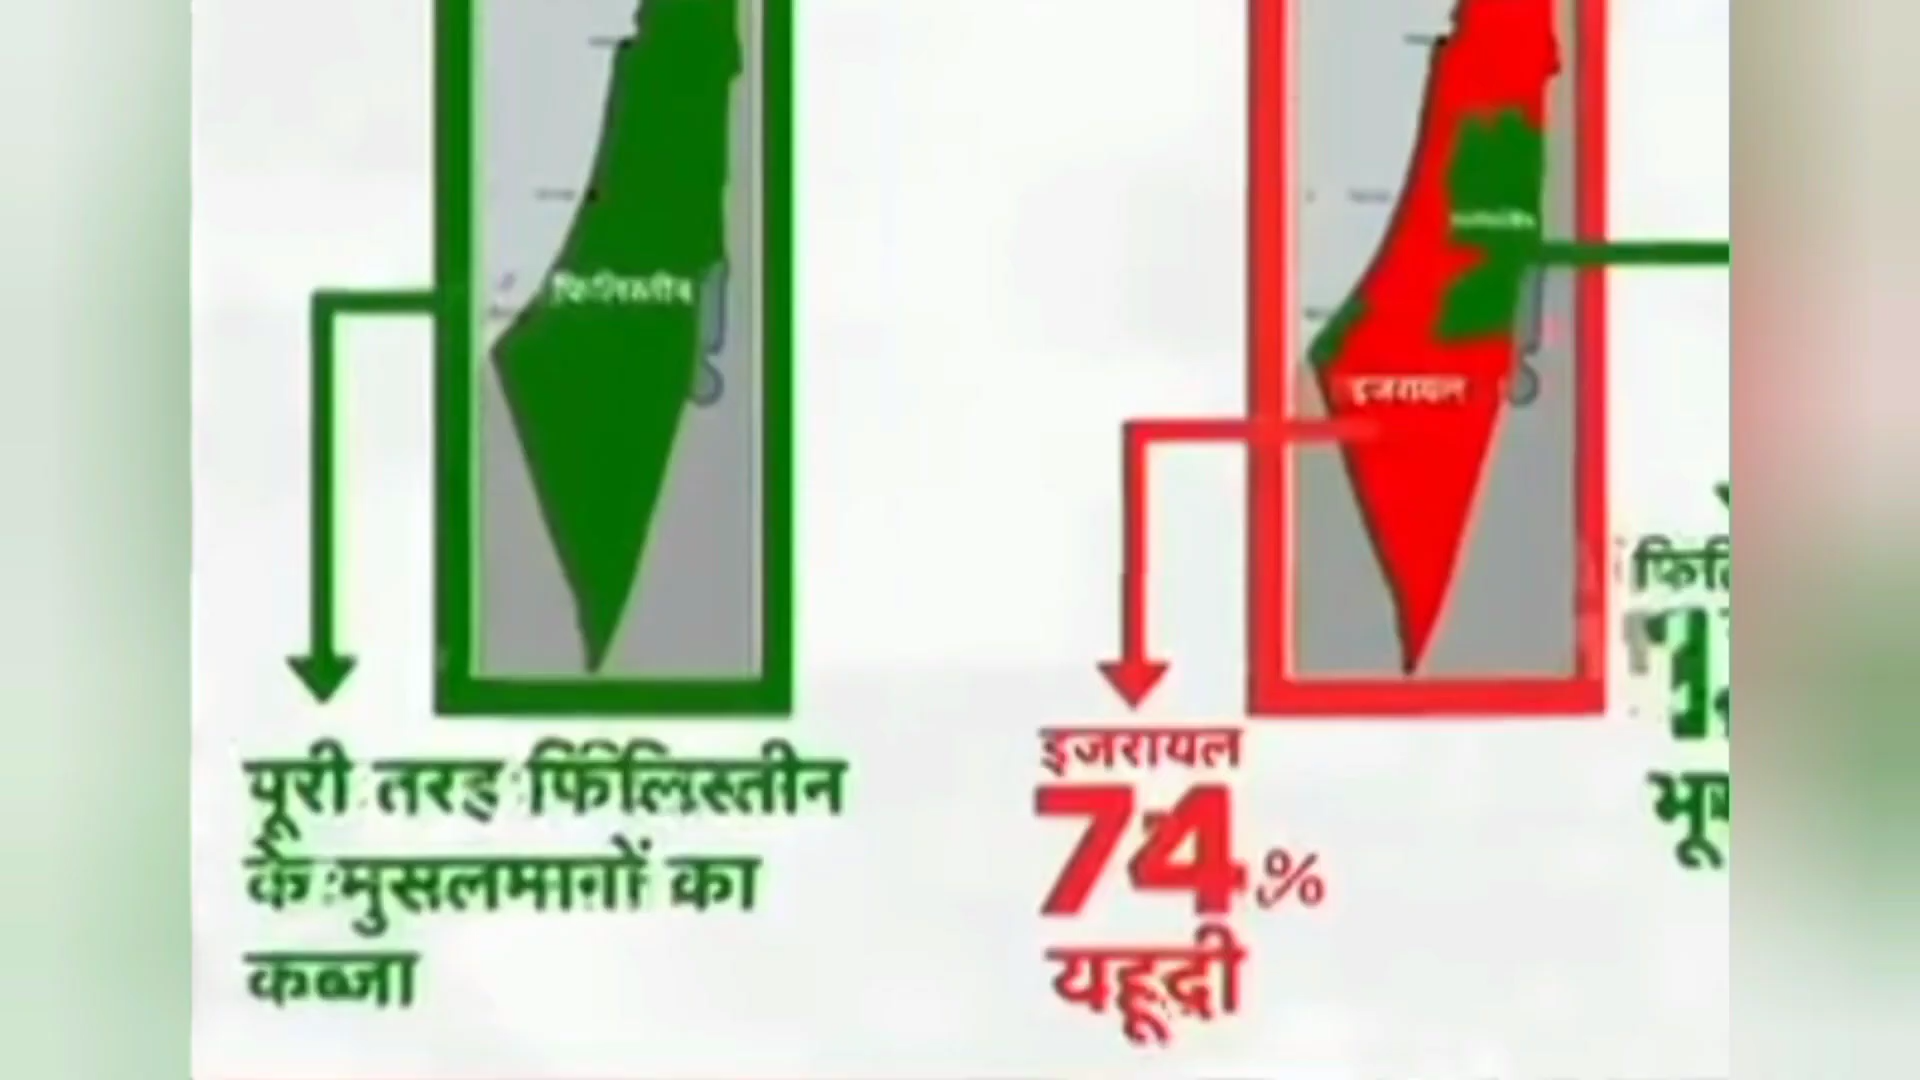 फिलिस्तीन
पूरी तरह फिलिस्तीन
के मुसलमानों का
कब्जा
इजरायल
इजरायल
74%
यहूदी